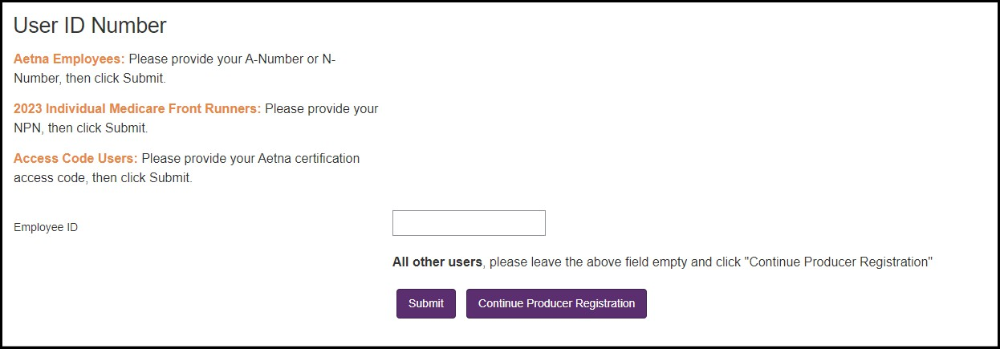 User ID Number
Aetna Employees: Please provide your A-Number or N-
Number, then click Submit.
2023 Individual Medicare Front Runners: Please provide your
NPN, then click Submit.
Access Code Users: Please provide your Aetna certification
access code, then click Submit.
Employee ID
All other users, please leave the above field empty and click "Continue Producer Registration"
Submit
Continue Producer Registration